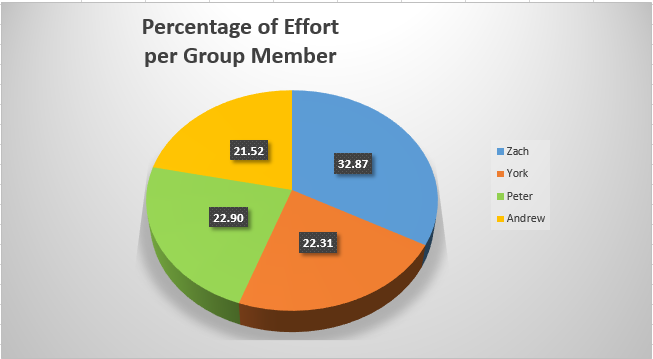 Percentage of Effort
per Group Member
21.52
32.87
22.90
22.31
Zach
York
Peter
Andrew